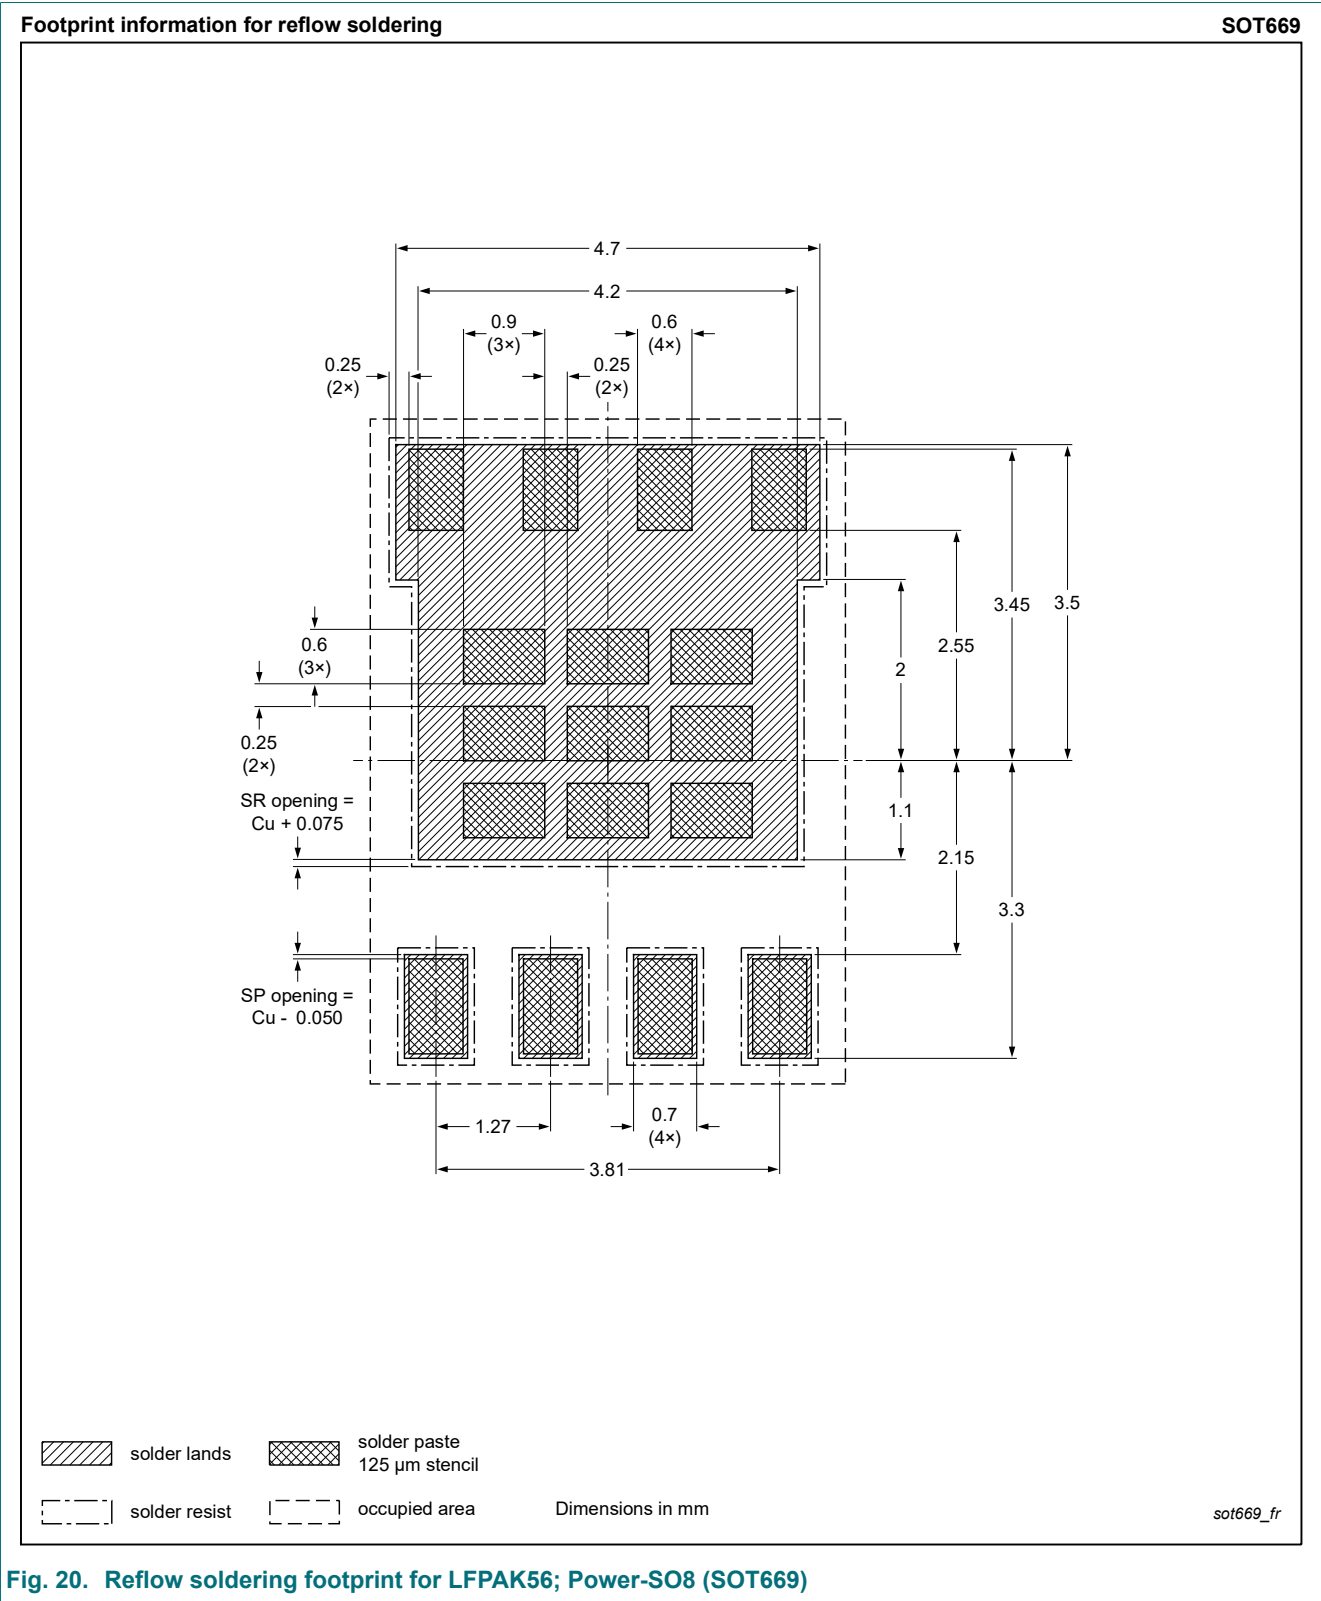 Footprint information for reflow soldering
SOT669
4.7
4.2
0.9
(3×)
0.6
(4×)
0.25
(2×)
0.25
(2×)
3.45
3.5
2.55
2
0.6
(3×)
0.25
(2×)
SR opening =
Cu + 0.075
1.1
2.15
3.3
SP opening =
Cu - 0.050
1.27
0.7
(4×)
3.81
solder lands
solder paste
125 µm stencil
solder resist
occupied area
Dimensions in mm
sot669_fr
Fig. 20. Reflow soldering footprint for LFPAK56; Power-SO8 (SOT669)